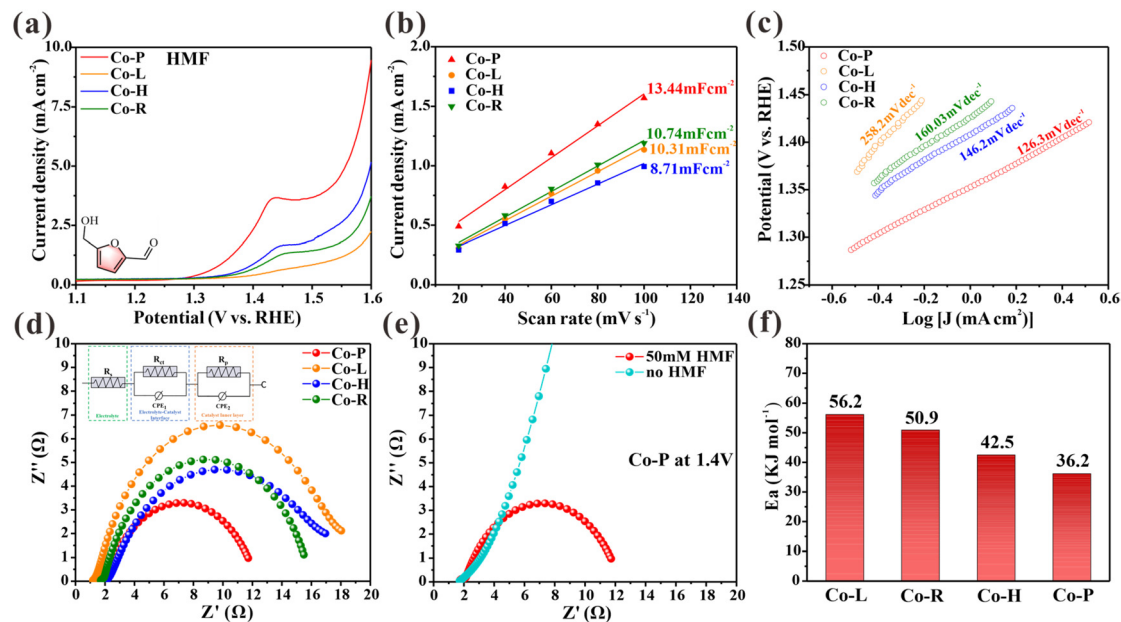 (a)
10.0
7.5
5.0
2.5
0.0
Current density (mA cm⁻²)
Co-P
Co-L
Co-H
Co-R
HMF
OH
O
O
1.1 1.2 1.3 1.4 1.5 1.6
Potential (V vs. RHE)
(b)
2.0
1.5
1.0
0.5
0.0
Current density (mA cm⁻²)
Co-P
Co-L
Co-H
Co-R
13.44mFcm⁻²
10.74mFcm⁻²
10.31mFcm⁻²
8.71mFcm⁻²
20 40 60 80 100 120 140
Scan rate (mV s⁻¹)
(c)
1.50
1.45
1.40
1.35
1.30
1.25
Potential (V vs. RHE)
Co-P
Co-L
Co-H
Co-R
258.2mVdec⁻¹
160.03mVdec⁻¹
146.2mVdec⁻¹
126.3mVdec⁻¹
-0.6 -0.4 -0.2 0.0 0.2 0.4 0.6
Log [J (mA cm²)]
(d)
10
9
8
7
6
5
4
3
2
1
0
Z'' (Ω)
Rs
Rct
CPE1
Rp
CPE2
C
Electrolyte
Electrolyte-Catalyst
Interface
Catalyst Inner layer
Co-P
Co-L
Co-H
Co-R
0 2 4 6 8 10 12 14 16 18 20
Z' (Ω)
(e)
10
9
8
7
6
5
4
3
2
1
0
Z'' (Ω)
50mM HMF
no HMF
Co-P at 1.4V
0 2 4 6 8 10 12 14 16 18 20
Z' (Ω)
(f)
80
70
60
50
40
30
20
10
0
Ea (KJ mol⁻¹)
56.2
50.9
42.5
36.2
Co-L Co-R Co-H Co-P